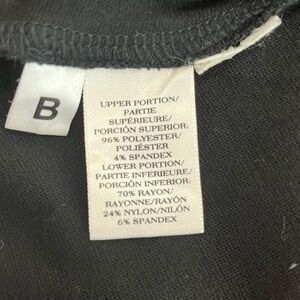 B
UPPER PORTION/
PARTIE
SUPÉRIEURE/
PORCIÓN SUPERIOR:
96% POLYESTER/
POLIÉSTER
4% SPANDEX
LOWER PORTION/
PARTIE INFERIEURE/
PORCIÓN INFERIOR:
70% RAYON/
RAYONNE/RAYÓN
24% NYLON/NILÓN
6% SPANDEX